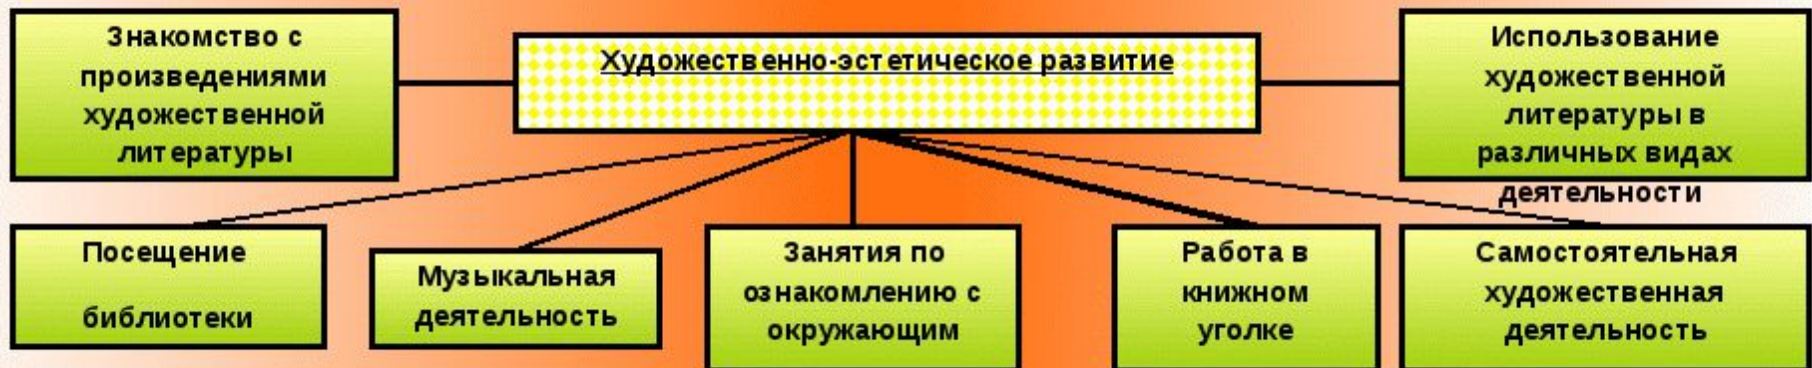 Знакомство с
произведениями
художественной
литературы
Художественно-эстетическое развитие
Использование
художественной
литературы в
различных видах
деятельности
Посещение
библиотеки
Музыкальная
деятельность
Занятия по
ознакомлению с
окружающим
Работа в
книжном
уголке
Самостоятельная
художественная
деятельность